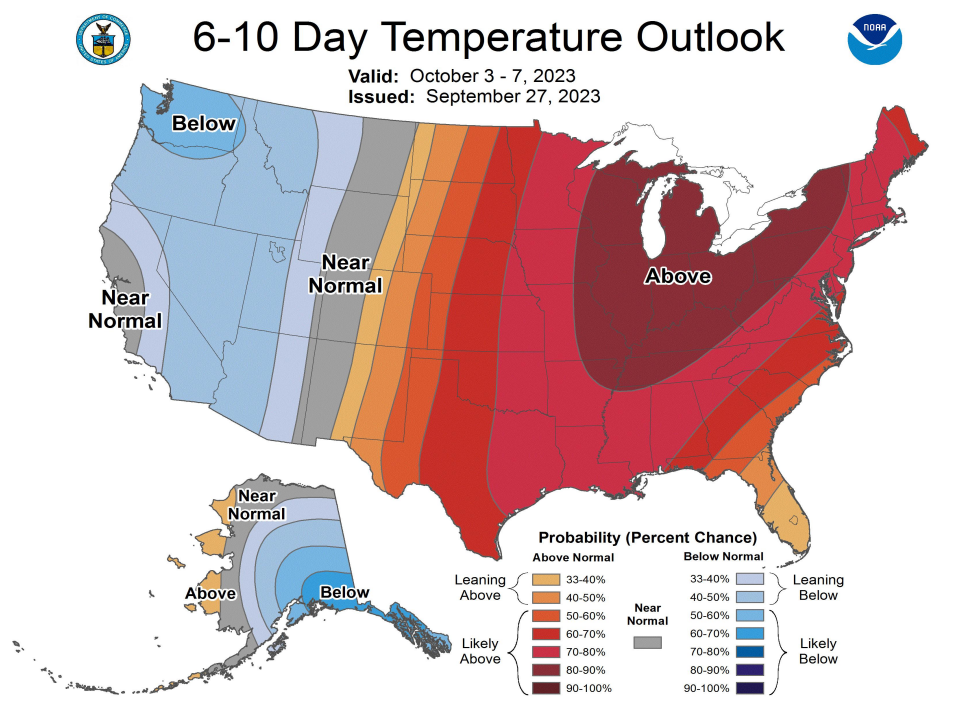 6-10 Day Temperature Outlook
NOAA
Valid: October 3 - 7, 2023
Issued: September 27, 2023
Below
Near
Normal
Near
Normal
Above
Near
Normal
Above
Below
Probability (Percent Chance)
Above Normal
Below Normal
Leaning
Above
33-40%
40-50%
Likely
Above
50-60%
60-70%
70-80%
80-90%
90-100%
Near
Normal
33-40%
40-50%
50-60%
60-70%
70-80%
80-90%
90-100%
Leaning
Below
Likely
Below